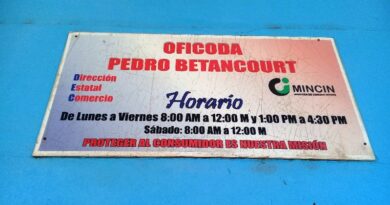 OFICODA
PEDRO BETANCOURT
Dirección
Estatal
Comercio
MINCIN
Horario
De Lunes a Viernes 8:00 AM a 12:00 M y 1:00 PM a 4:30 PM
Sábado: 8:00 AM a 12:00 M
PROTEGER AL CONSUMIDOR ES NUESTRA MISIÓN